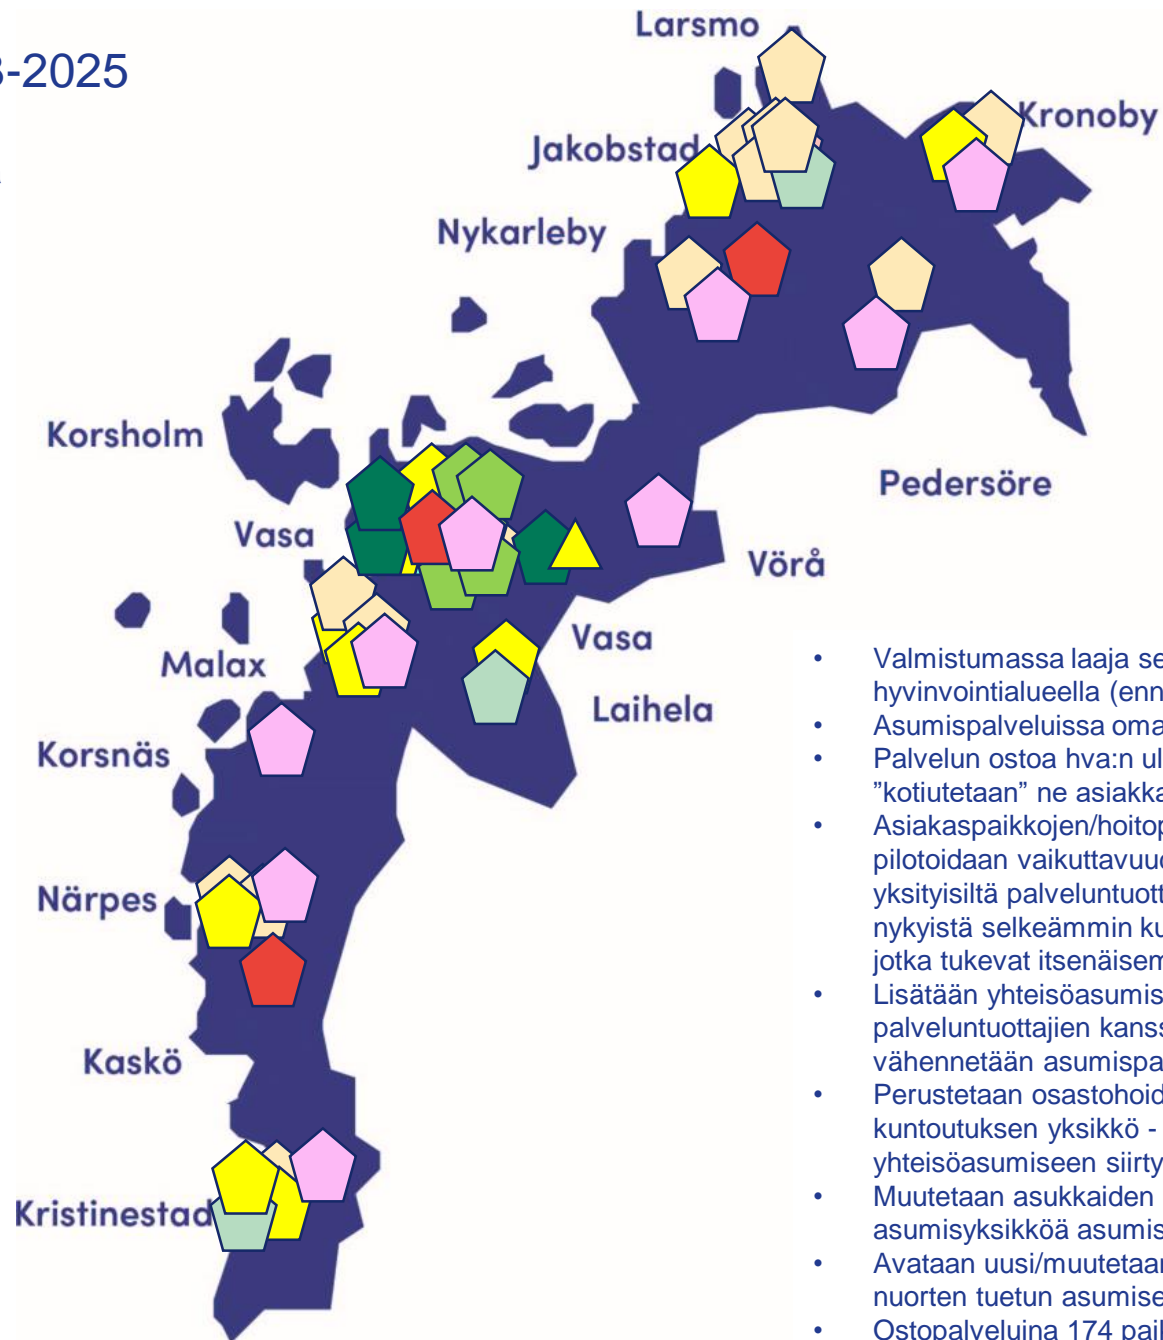 3-2025
Larsmo
Kronoby
Jakobstad
Nykarleby
Korsholm
Pedersöre
Vasa
Vörå
Vasa
Malax
Laihela
Korsnäs
Närpes
Kaskö
Kristinestad
• Valmistumassa laaja se
hyvinvointialueella (enn
• Asumispalveluissa oma
• Palvelun ostoa hva:n ul
”kotiutetaan” ne asiakka
• Asiakaspaikkojen/hoitop
pilotoidaan vaikuttavuu
yksityisiltä palveluntuott
nykyistä selkeämmin ku
jotka tukevat itsenäisem
• Lisätään yhteisöasumis
palveluntuottajien kanss
vähennetään asumispa
• Perustetaan osastohoid
kuntoutuksen yksikkö -
yhteisöasumiseen siirty
• Muutetaan asukkaiden
asumisyksikköä asumis
• Avataan uusi/muutetaan
nuorten tuetun asumise
• Ostopalveluina 174 paik